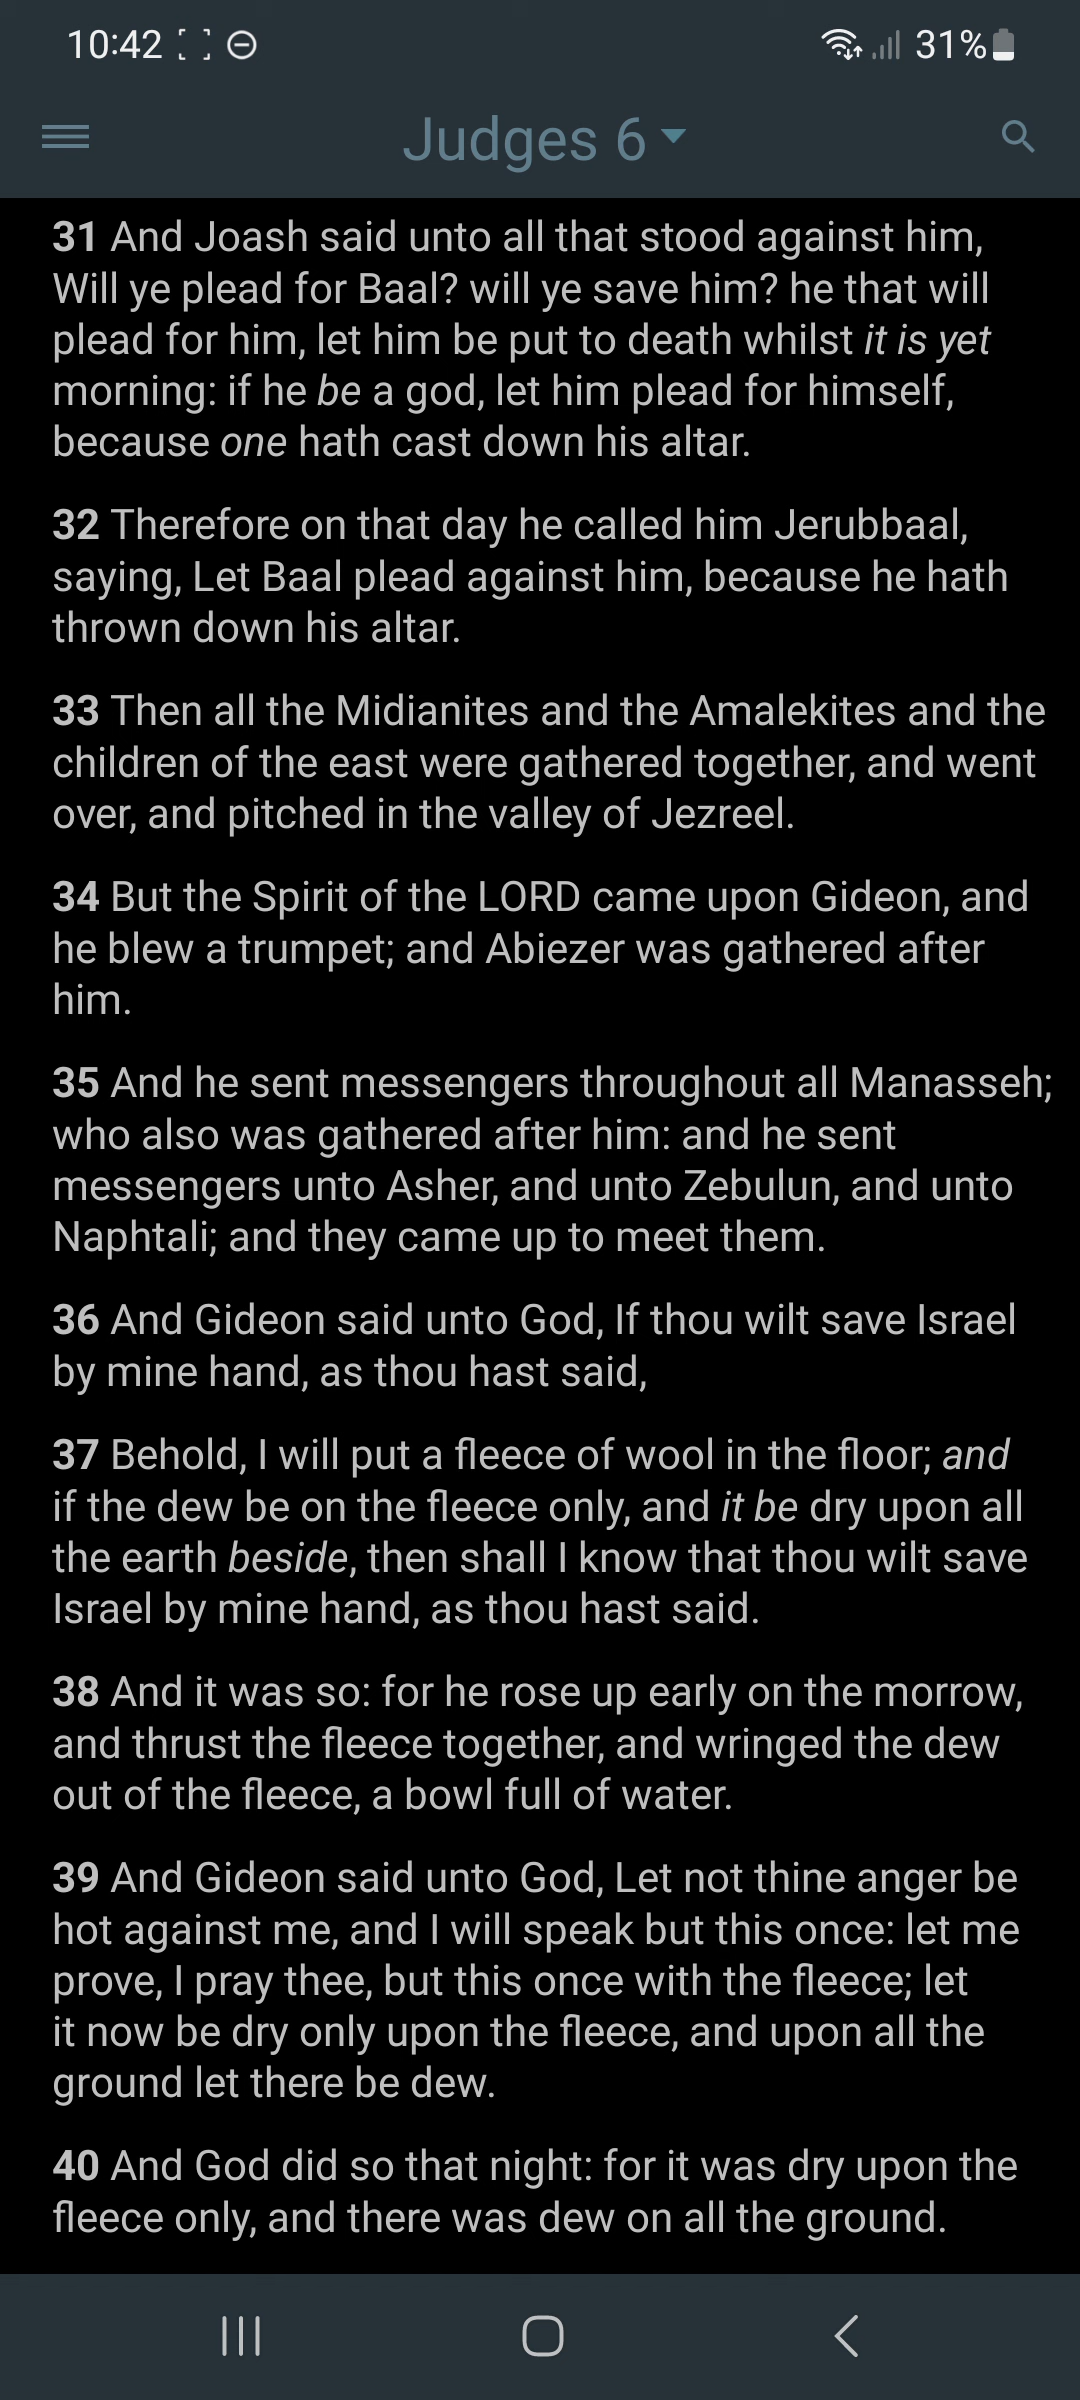 10:42
31%
Judges 6
31 And Joash said unto all that stood against him,
Will ye plead for Baal? will ye save him? he that will
plead for him, let him be put to death whilst it is yet
morning: if he be a god, let him plead for himself,
because one hath cast down his altar.
32 Therefore on that day he called him Jerubbaal,
saying, Let Baal plead against him, because he hath
thrown down his altar.
33 Then all the Midianites and the Amalekites and the
children of the east were gathered together, and went
over, and pitched in the valley of Jezreel.
34 But the Spirit of the LORD came upon Gideon, and
he blew a trumpet; and Abiezer was gathered after
him.
35 And he sent messengers throughout all Manasseh;
who also was gathered after him: and he sent
messengers unto Asher, and unto Zebulun, and unto
Naphtali; and they came up to meet them.
36 And Gideon said unto God, If thou wilt save Israel
by mine hand, as thou hast said,
37 Behold, I will put a fleece of wool in the floor; and
if the dew be on the fleece only, and it be dry upon all
the earth beside, then shall I know that thou wilt save
Israel by mine hand, as thou hast said.
38 And it was so: for he rose up early on the morrow,
and thrust the fleece together, and wringed the dew
out of the fleece, a bowl full of water.
39 And Gideon said unto God, Let not thine anger be
hot against me, and I will speak but this once: let me
prove, I pray thee, but this once with the fleece; let
it now be dry only upon the fleece, and upon all the
ground let there be dew.
40 And God did so that night: for it was dry upon the
fleece only, and there was dew on all the ground.